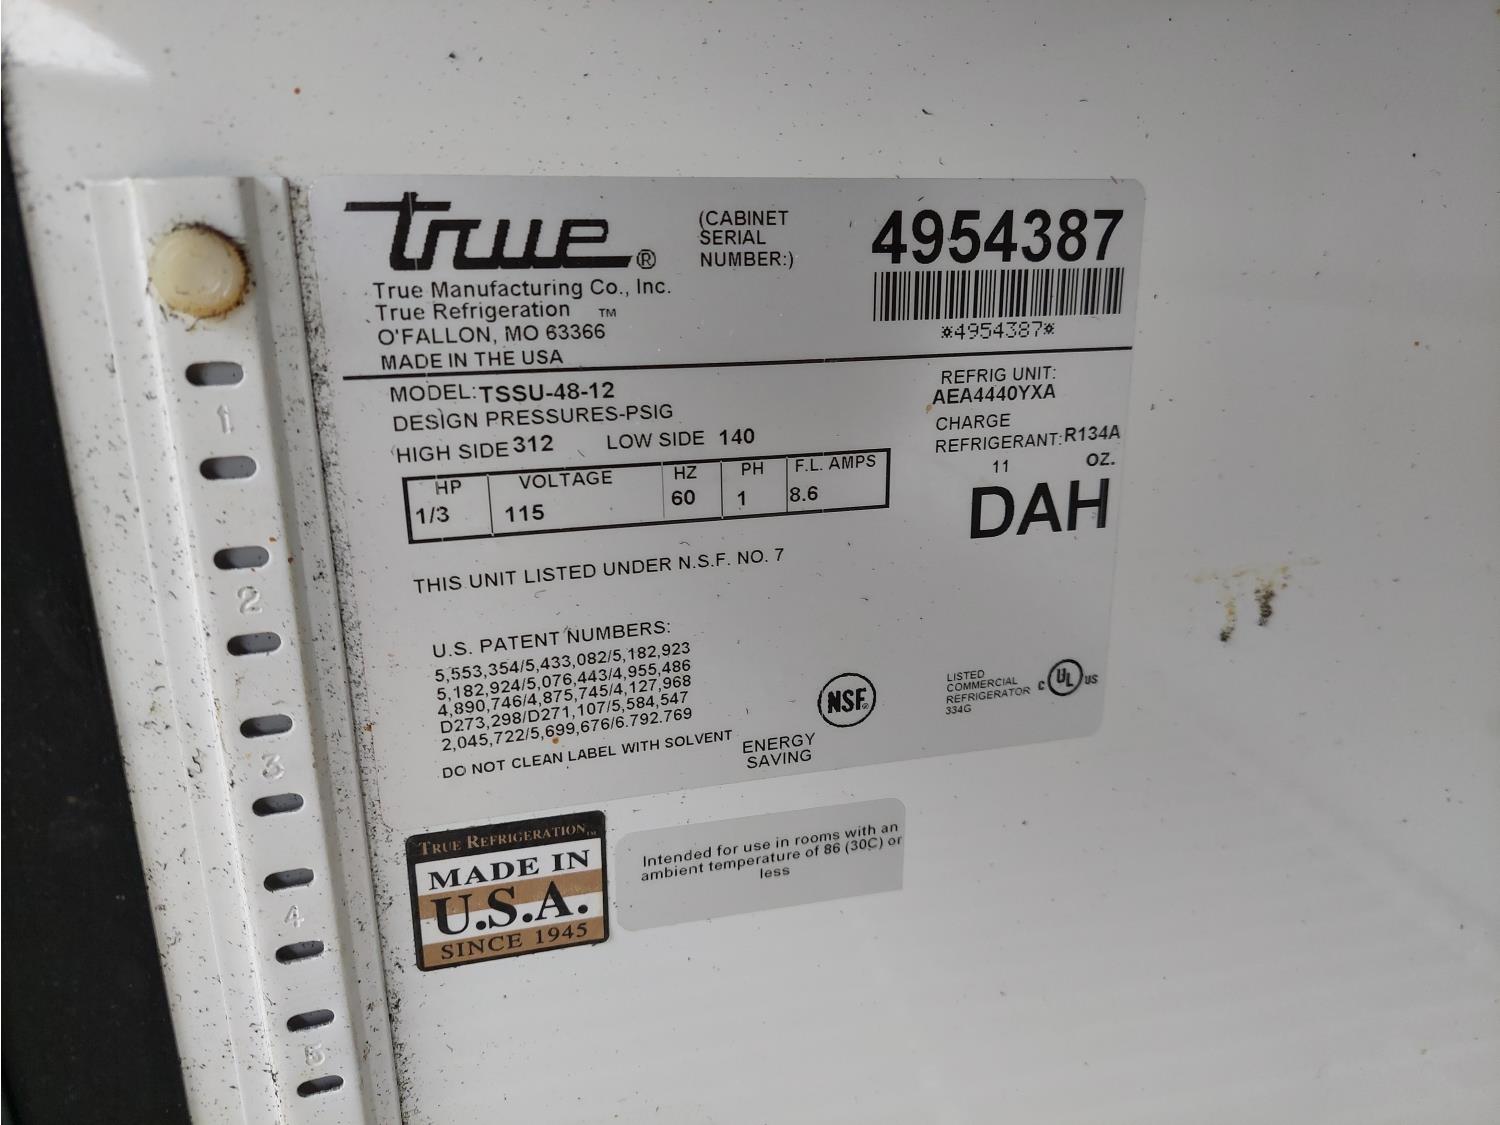 true®
True Manufacturing Co., Inc.
True Refrigeration ™
O'FALLON, MO 63366
MADE IN THE USA
(CABINET
SERIAL
NUMBER:)
4954387
*4954387*
MODEL: TSSU-48-12
DESIGN PRESSURES-PSIG
HIGH SIDE 312 LOW SIDE 140
REFRIG UNIT:
AEA4440YXA
CHARGE
REFRIGERANT: R134A
11 OZ.
DAH
HP VOLTAGE HZ PH F.L. AMPS
1/3 115 60 1 8.6
THIS UNIT LISTED UNDER N.S.F. NO. 7
U.S. PATENT NUMBERS:
5,553,354/5,433,082/5,182,923
5,182,924/5,076,443/4,955,486
4,890,746/4,875,745/4,127,968
D273,298/D271,107/5,584,547
2,045,722/5,699,676/6.792.769
DO NOT CLEAN LABEL WITH SOLVENT
ENERGY
SAVING
NSF®
LISTED
COMMERCIAL
REFRIGERATOR
334G
C UL US
TRUE REFRIGERATION™
MADE IN
U.S.A.
SINCE 1945
Intended for use in rooms with an
ambient temperature of 86 (30C) or
less
1
2
3
4
5